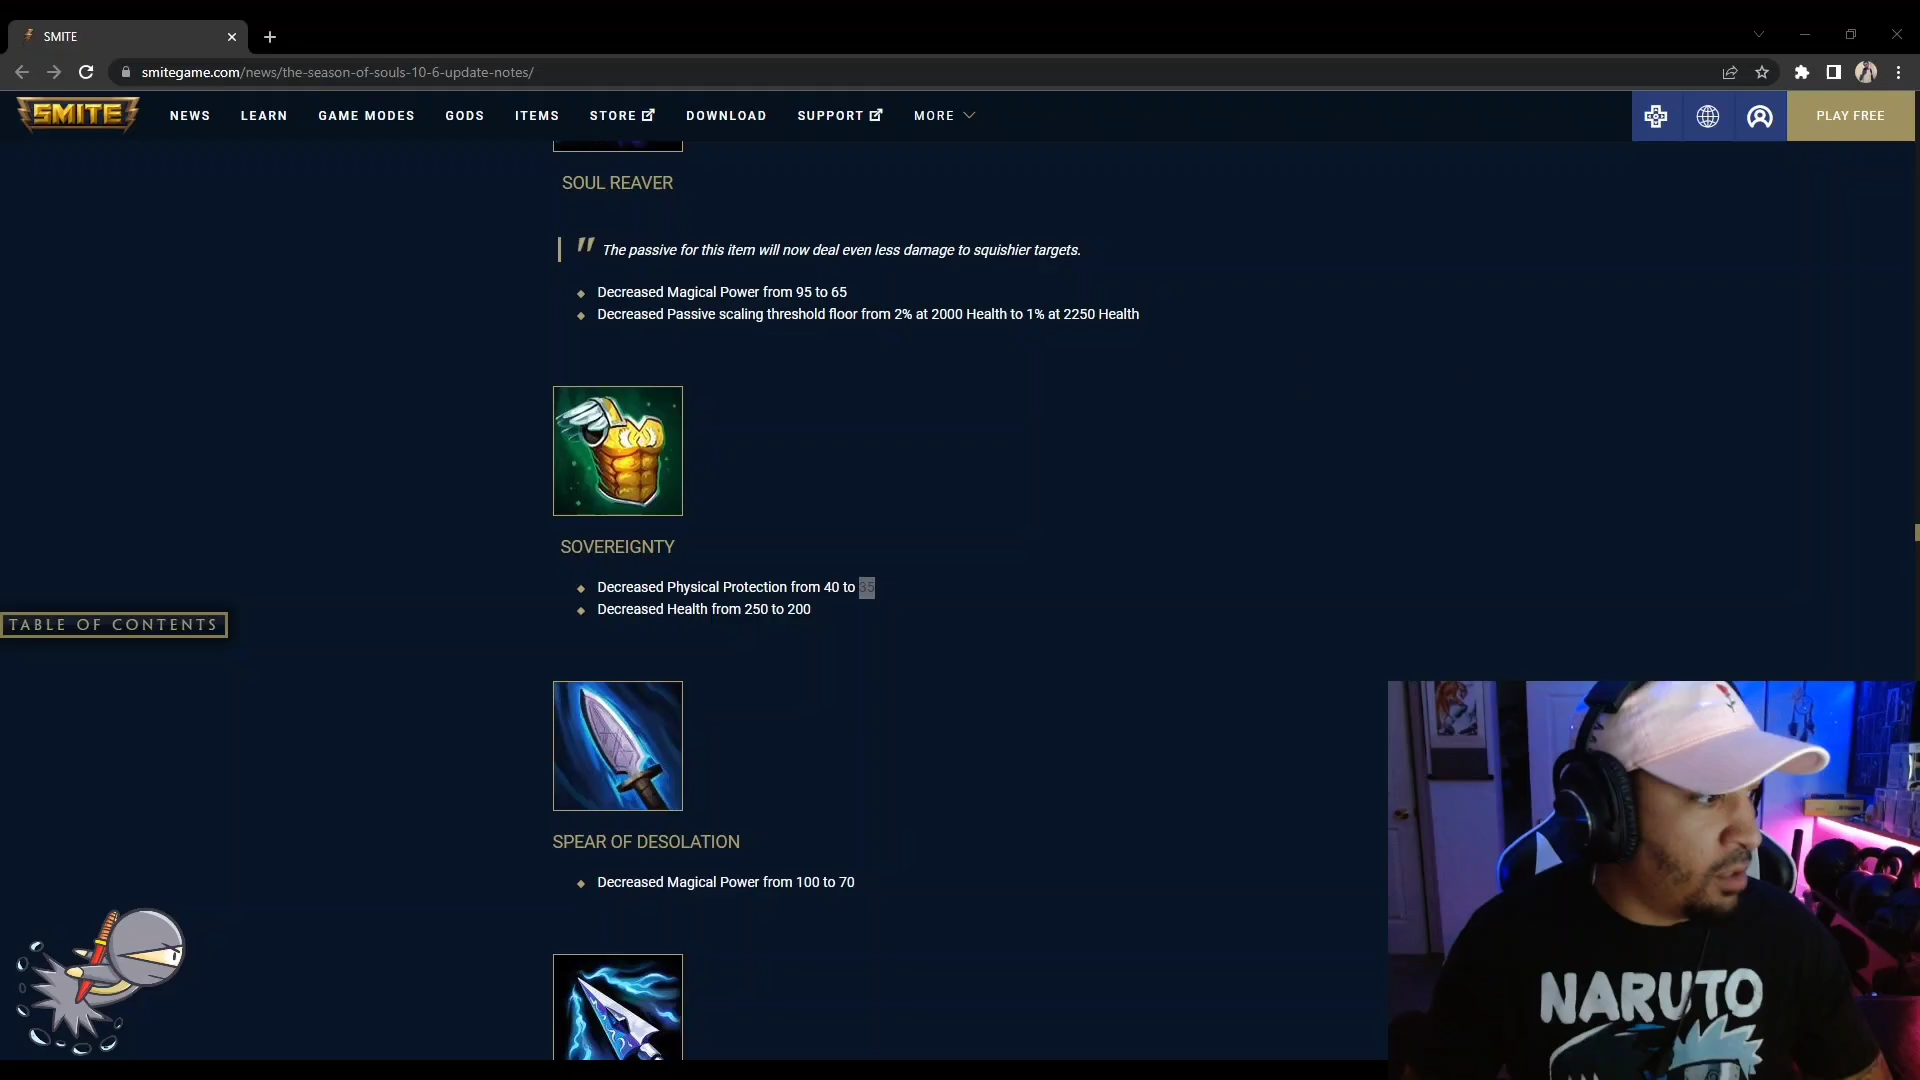 SMITE
smitegame.com/news/the-season-of-souls-10-6-update-notes/
SMITE
NEWS
LEARN
GAME MODES
GODS
ITEMS
STORE
DOWNLOAD
SUPPORT
MORE
PLAY FREE
SOUL REAVER
" The passive for this item will now deal even less damage to squishier targets.
Decreased Magical Power from 95 to 65
Decreased Passive scaling threshold floor from 2% at 2000 Health to 1% at 2250 Health
SOVEREIGNTY
Decreased Physical Protection from 40 to 35
Decreased Health from 250 to 200
TABLE OF CONTENTS
SPEAR OF DESOLATION
Decreased Magical Power from 100 to 70
NARUTO